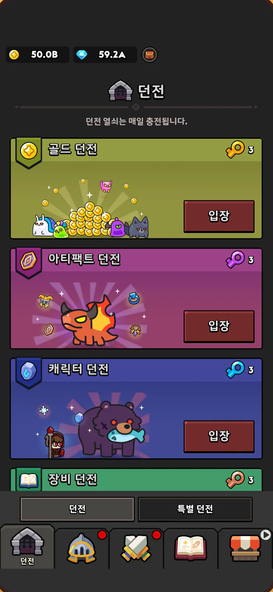 50.0B
59.2A
던전
던전 열쇠는 매일 충전됩니다.
골드 던전
3
입장
아티팩트 던전
3
입장
캐릭터 던전
3
입장
장비 던전
3
던전
특별 던전
던전